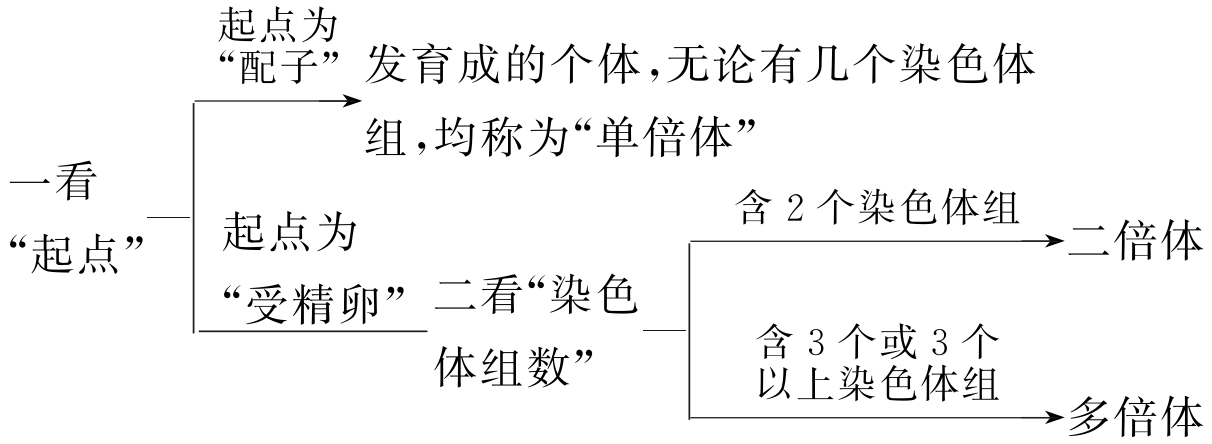 一看
“起点”
起点为
“配子”
发育成的个体,无论有几个染色体
组,均称为“单倍体”
起点为
“受精卵”
二看“染色
体组数”
含 2 个染色体组
二倍体
含 3 个或 3 个
以上染色体组
多倍体